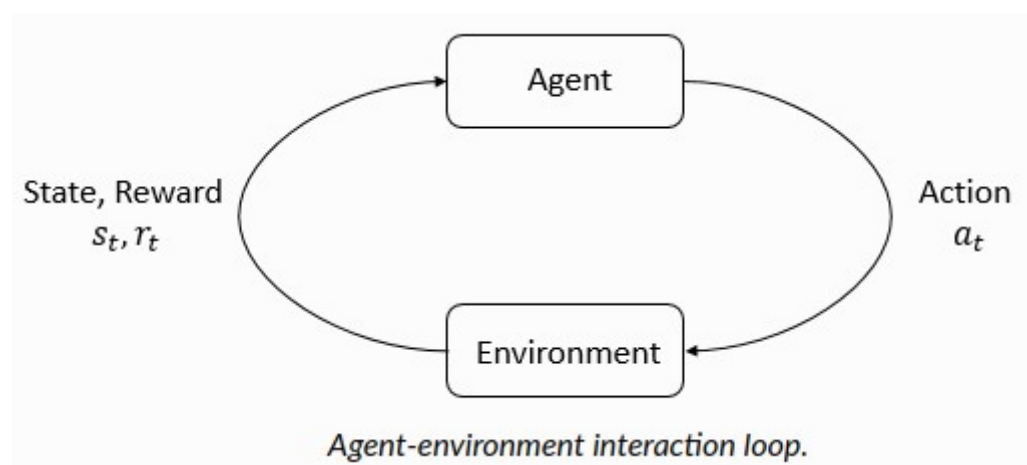 Agent
State, Reward
s_t, r_t
Action
a_t
Environment
Agent-environment interaction loop.